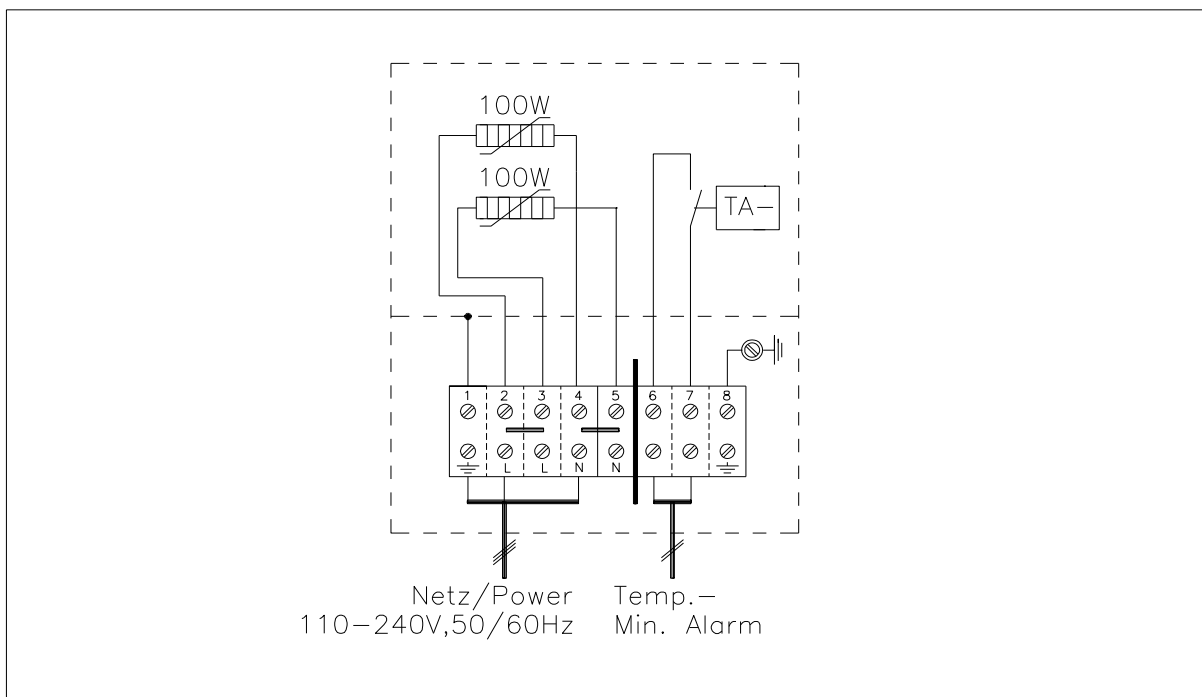 100W
100W
TA-
1 2 3 4 5 6 7 8
L L N N
Netz/Power
110-240V,50/60Hz
Temp.-
Min. Alarm